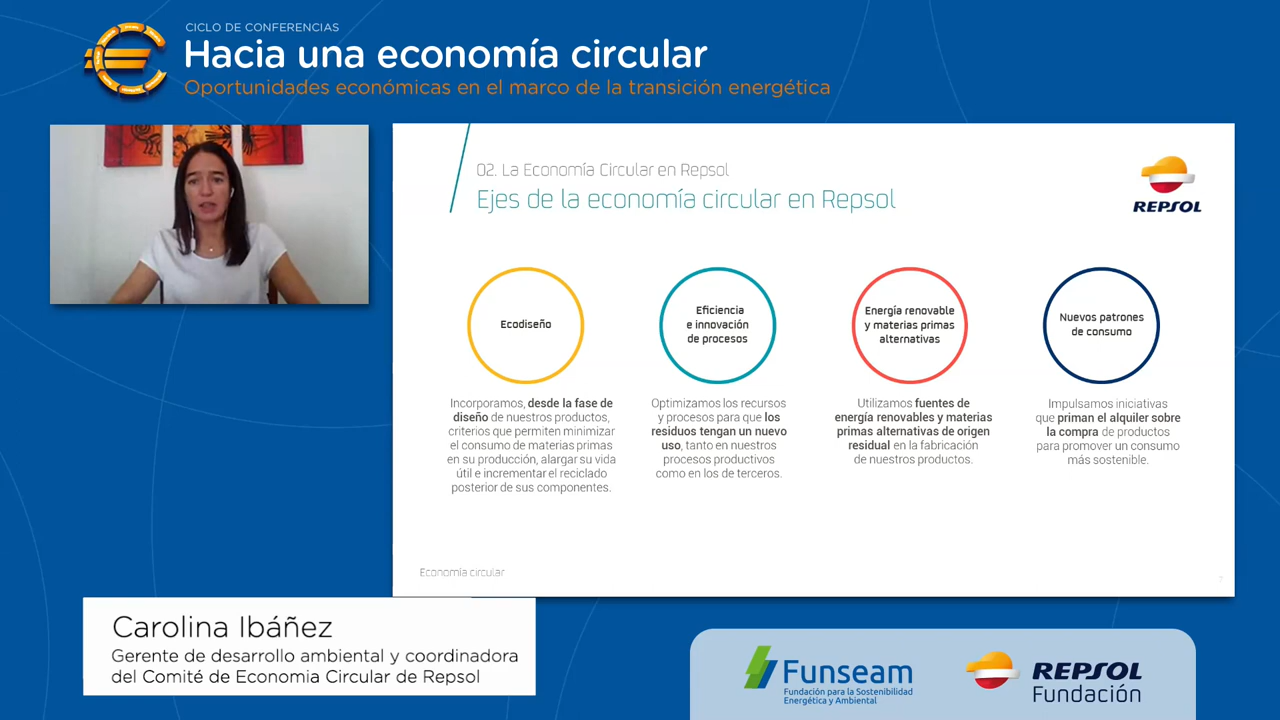 CICLO DE CONFERENCIAS
Hacia una economía circular
Oportunidades económicas en el marco de la transición energética
02. La Economía Circular en Repsol
Ejes de la economía circular en Repsol
REPSOL
Ecodiseño
Incorporamos, desde la fase de
diseño de nuestros productos,
criterios que permiten minimizar
el consumo de materias primas
en su producción, alargar su vida
útil e incrementar el reciclado
posterior de sus componentes.
Eficiencia
e innovación
de procesos
Optimizamos los recursos
y procesos para que los
residuos tengan un nuevo
uso, tanto en nuestros
procesos productivos
como en los de terceros.
Energía renovable
y materias primas
alternativas
Utilizamos fuentes de
energía renovables y materias
primas alternativas de origen
residual en la fabricación
de nuestros productos.
Nuevos patrones
de consumo
Impulsamos iniciativas
que priman el alquiler sobre
la compra de productos
para promover un consumo
más sostenible.
Economía circular
7
Carolina Ibáñez
Gerente de desarrollo ambiental y coordinadora
del Comité de Economia Circular de Repsol
Funseam
Fundación para la Sostenibilidad
Energética y Ambiental
REPSOL
Fundación